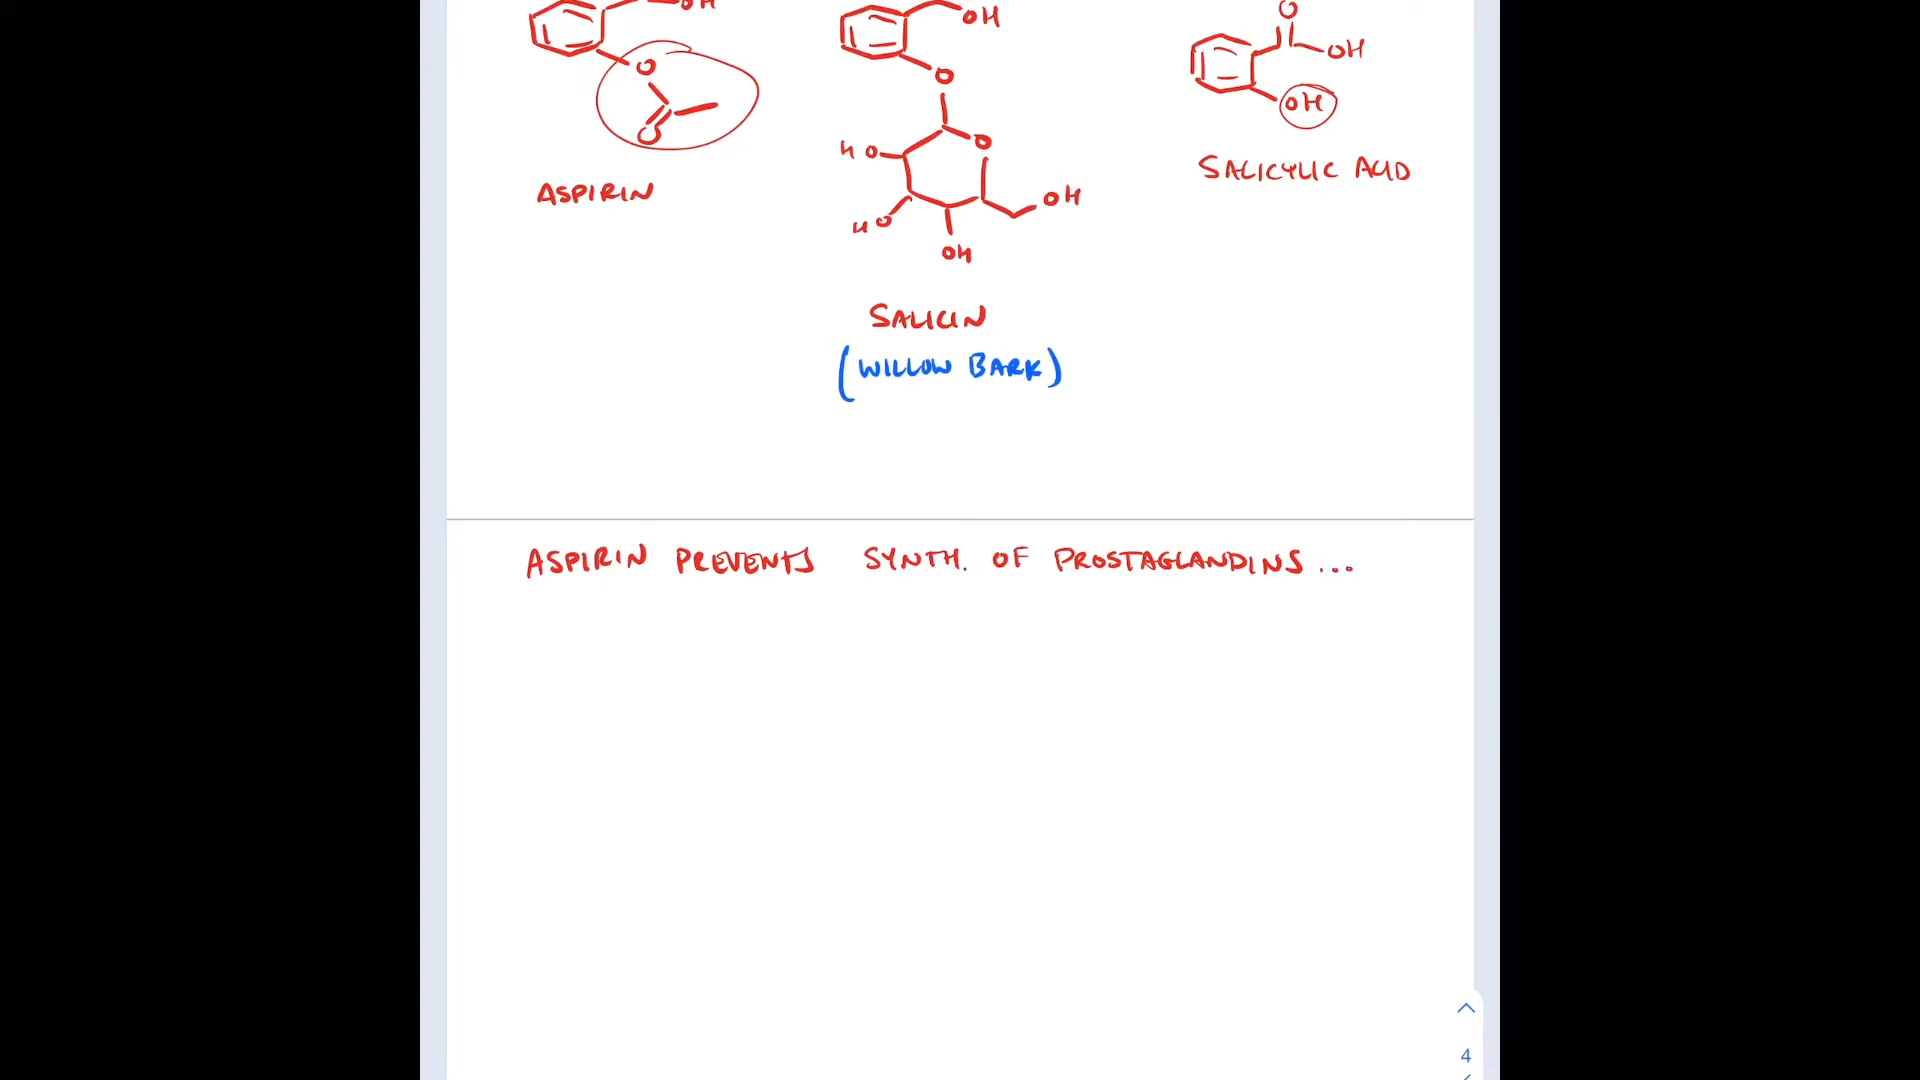 OH
OH
O
OH
O
O
O
OH
O
HO
O
HO
OH
OH
ASPIRIN
SALICYLIC ACID
SALICIN
(WILLOW BARK)
ASPIRIN PREVENTS SYNTH. OF PROSTAGLANDINS...
4